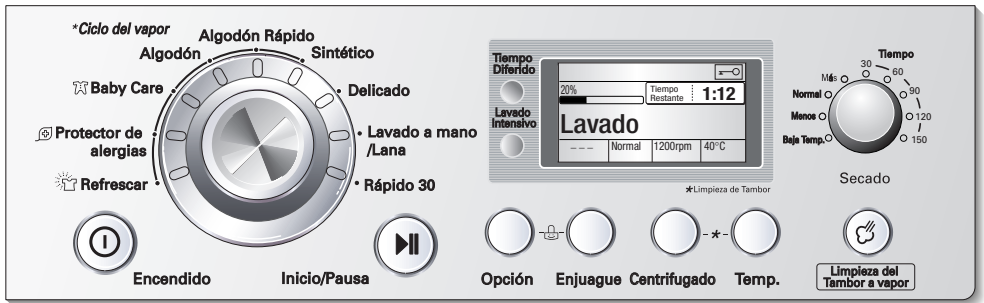 *Ciclo del vapor
Algodón Rápido
Algodón
Sintético
Baby Care
Delicado
Protector de
alergias
Lavado a mano
/Lana
Refrescar
Rápido 30
Encendido
Inicio/Pausa
Tiempo
Diferido
Lavado
Intensivo
20%
Tiempo
Restante
1:12
Lavado
--- Normal 1200rpm 40°C
*Limpieza de Tambor
Opción
Enjuague
Centrifugado
*
Temp.
Tiempo
Más
30
60
Normal
90
Menos
120
Baja Temp.
150
Secado
Limpieza del
Tambor a vapor